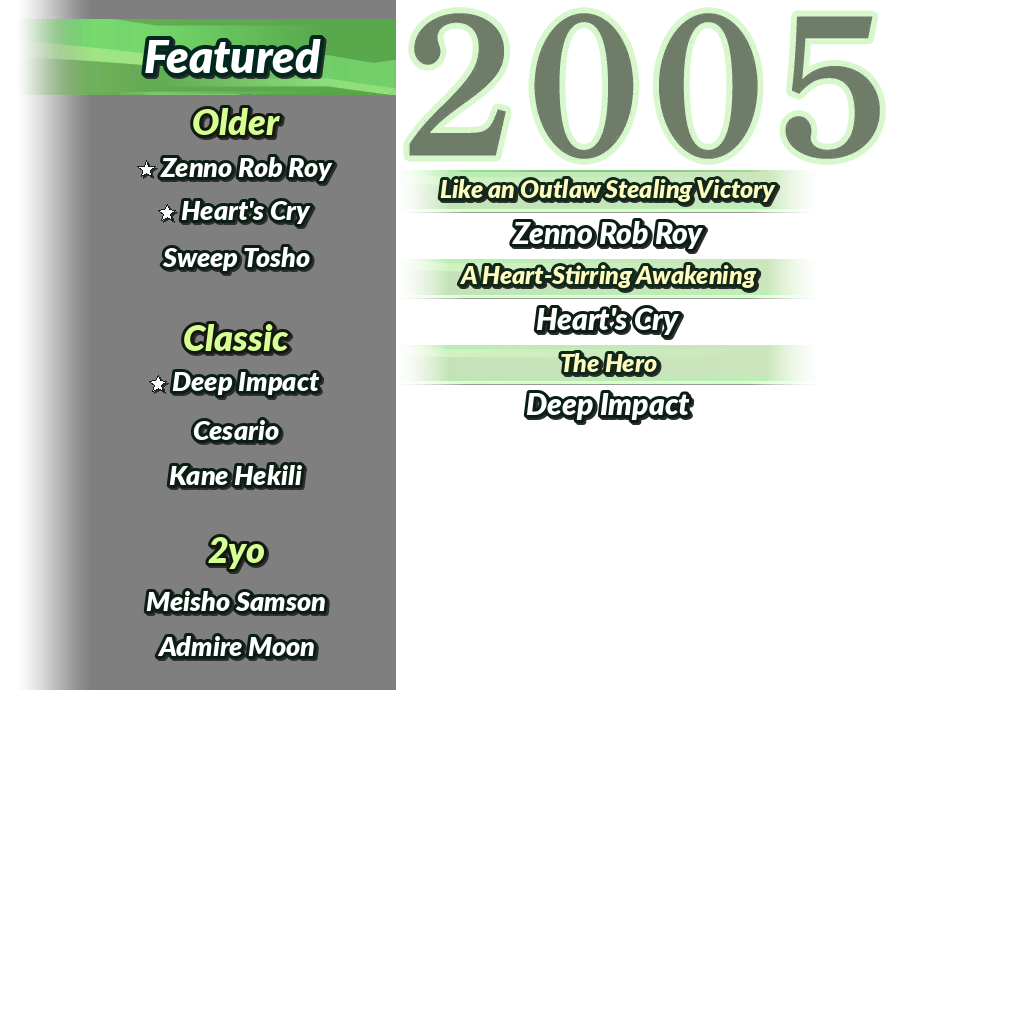 Featured
Older
Zenno Rob Roy
Heart's Cry
Sweep Tosho
Classic
Deep Impact
Cesario
Kane Hekili
2yo
Meisho Samson
Admire Moon
2005
Like an Outlaw Stealing Victory
Zenno Rob Roy
A Heart-Stirring Awakening
Heart's Cry
The Hero
Deep Impact